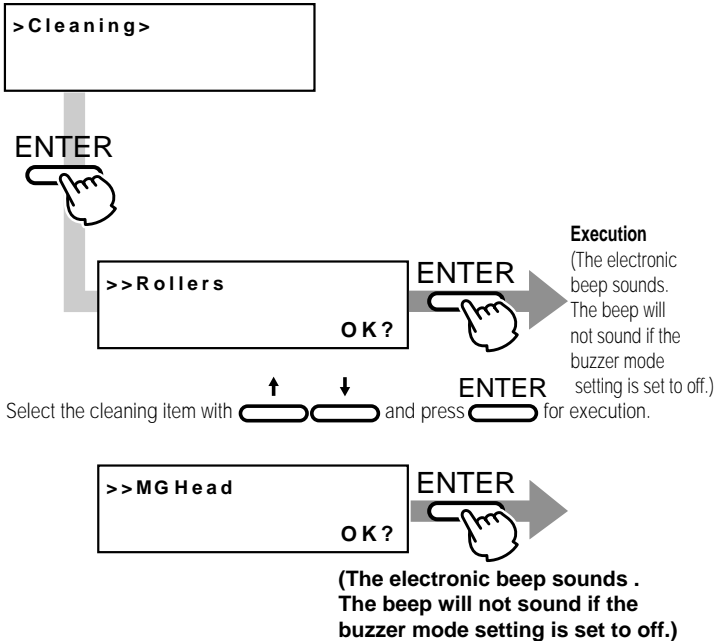 >Cleaning>
ENTER
>>Rollers
OK?
ENTER
Execution
(The electronic
beep sounds.
The beep will
not sound if the
buzzer mode
setting is set to off.)
↑ ↓ ENTER
Select the cleaning item with and press for execution.
>>MG Head
OK?
ENTER
(The electronic beep sounds .
The beep will not sound if the
buzzer mode setting is set to off.)